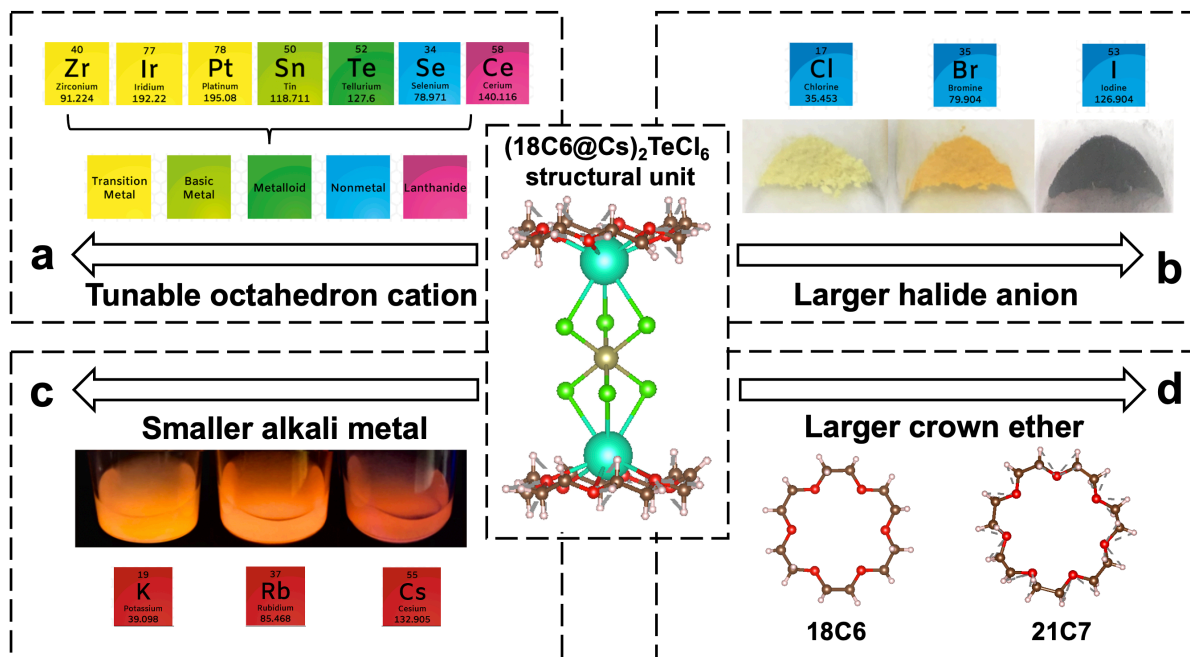 40
Zr
Zirconium
91.224
77
Ir
Iridium
192.22
78
Pt
Platinum
195.08
50
Sn
Tin
118.711
52
Te
Tellurium
127.6
34
Se
Selenium
78.971
58
Ce
Cerium
140.116
Transition
Metal
Basic
Metal
Metalloid
Nonmetal
Lanthanide
a
Tunable octahedron cation
17
Cl
Chlorine
35.453
35
Br
Bromine
79.904
53
I
Iodine
126.904
b
Larger halide anion
(18C6@Cs)2TeCl6
structural unit
c
Smaller alkali metal
19
K
Potassium
39.098
37
Rb
Rubidium
85.468
55
Cs
Cesium
132.905
d
Larger crown ether
18C6
21C7